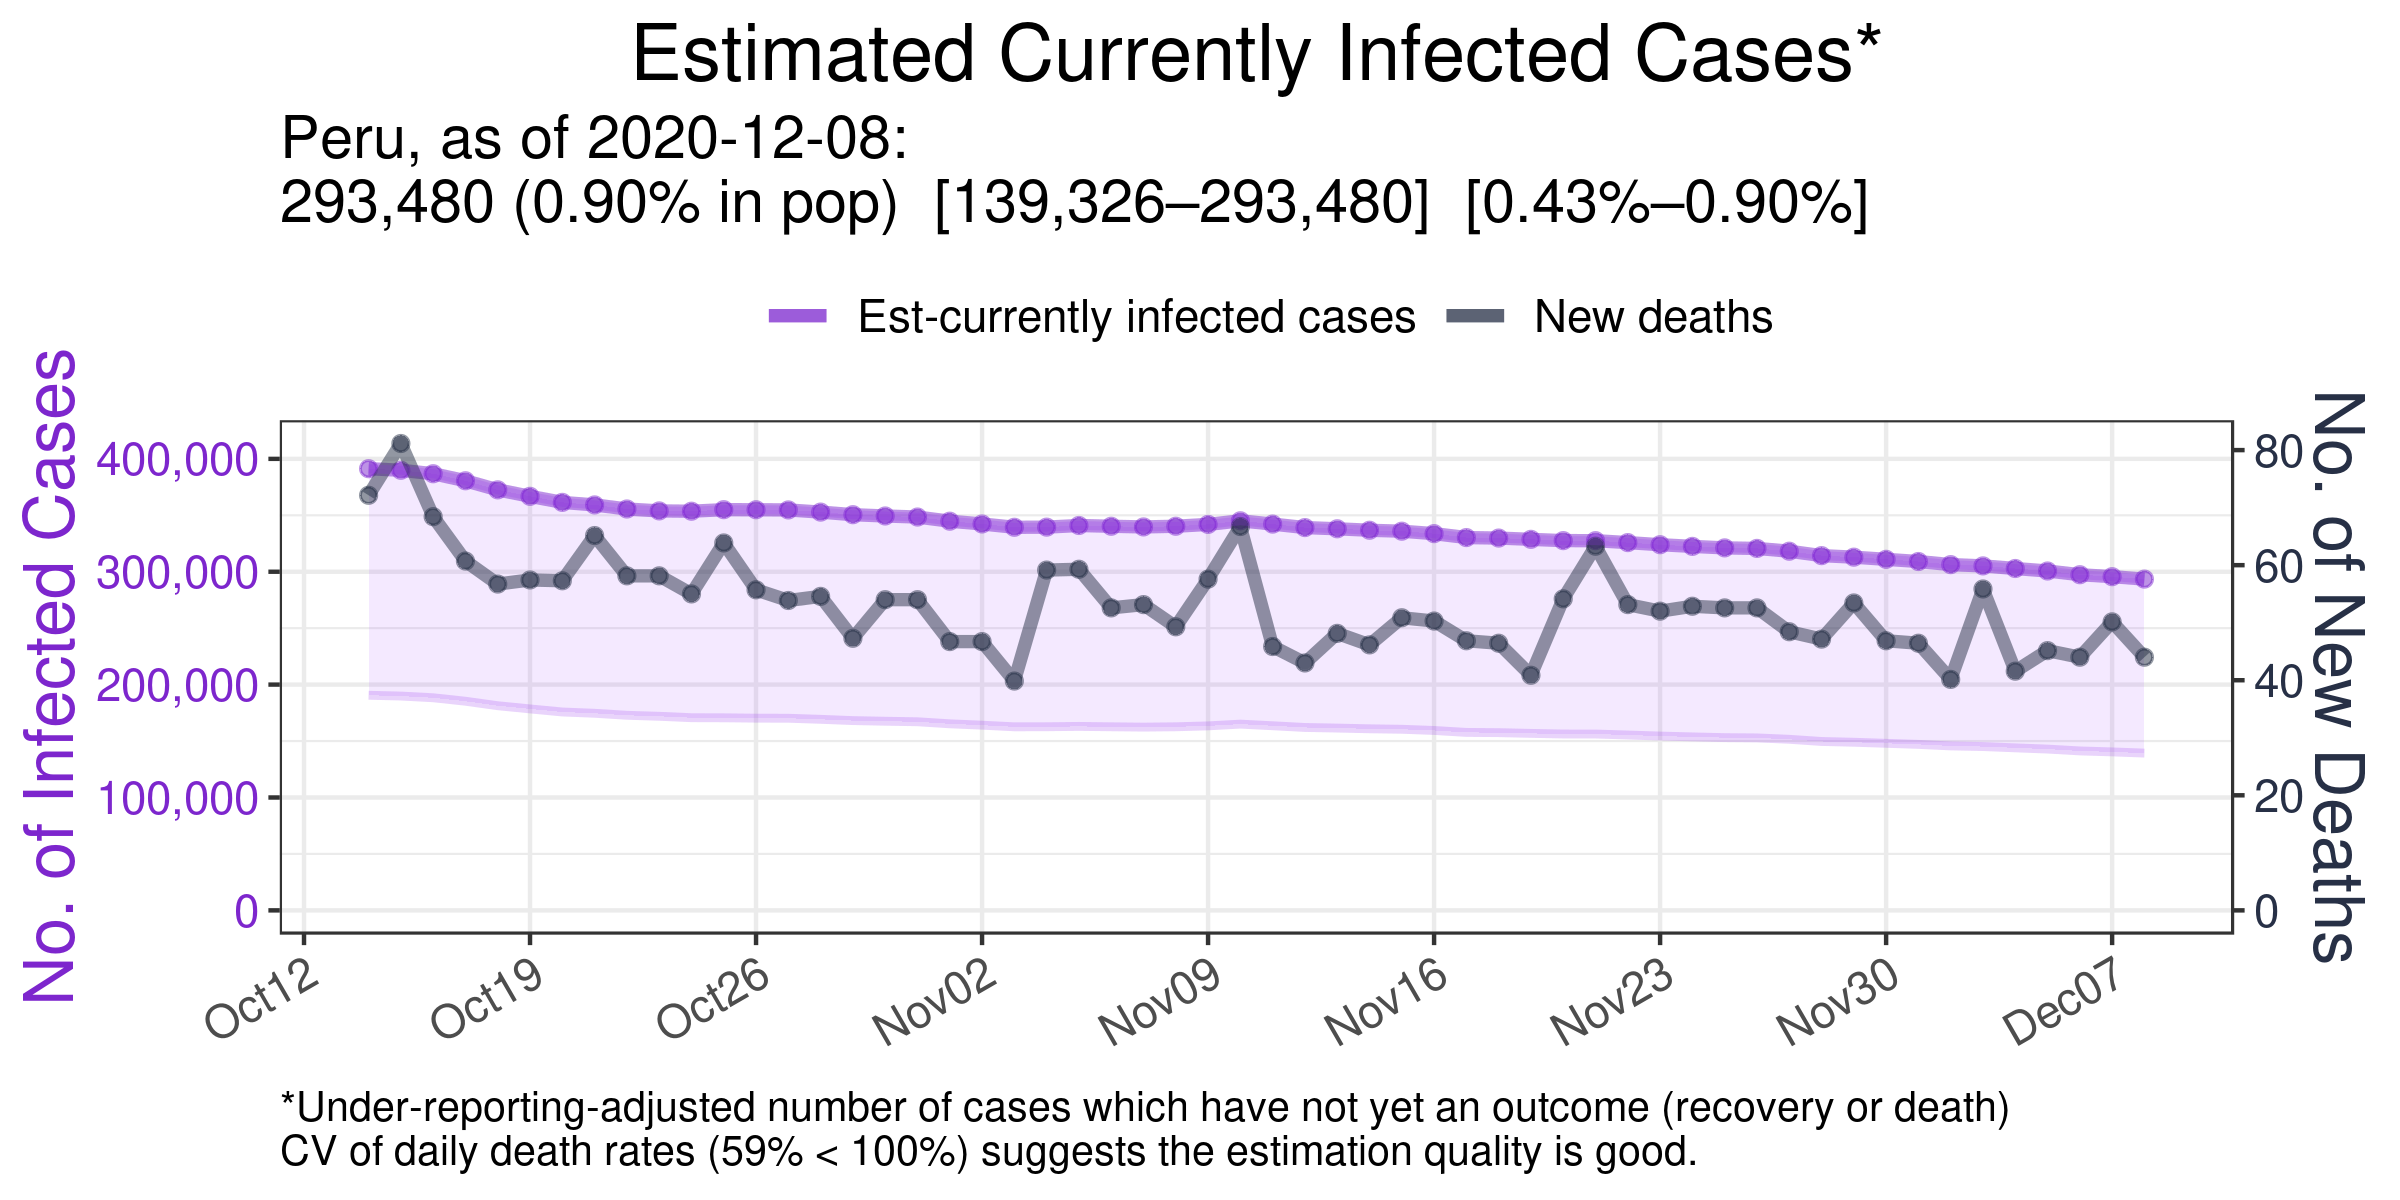 Estimated Currently Infected Cases*
Peru, as of 2020-12-08:
293,480 (0.90% in pop)  [139,326–293,480]  [0.43%–0.90%]
Est-currently infected cases
New deaths
No. of Infected Cases
400,000
300,000
200,000
100,000
0
No. of New Deaths
80
60
40
20
0
Oct12
Oct19
Oct26
Nov02
Nov09
Nov16
Nov23
Nov30
Dec07
*Under-reporting-adjusted number of cases which have not yet an outcome (recovery or death)
CV of daily death rates (59% < 100%) suggests the estimation quality is good.